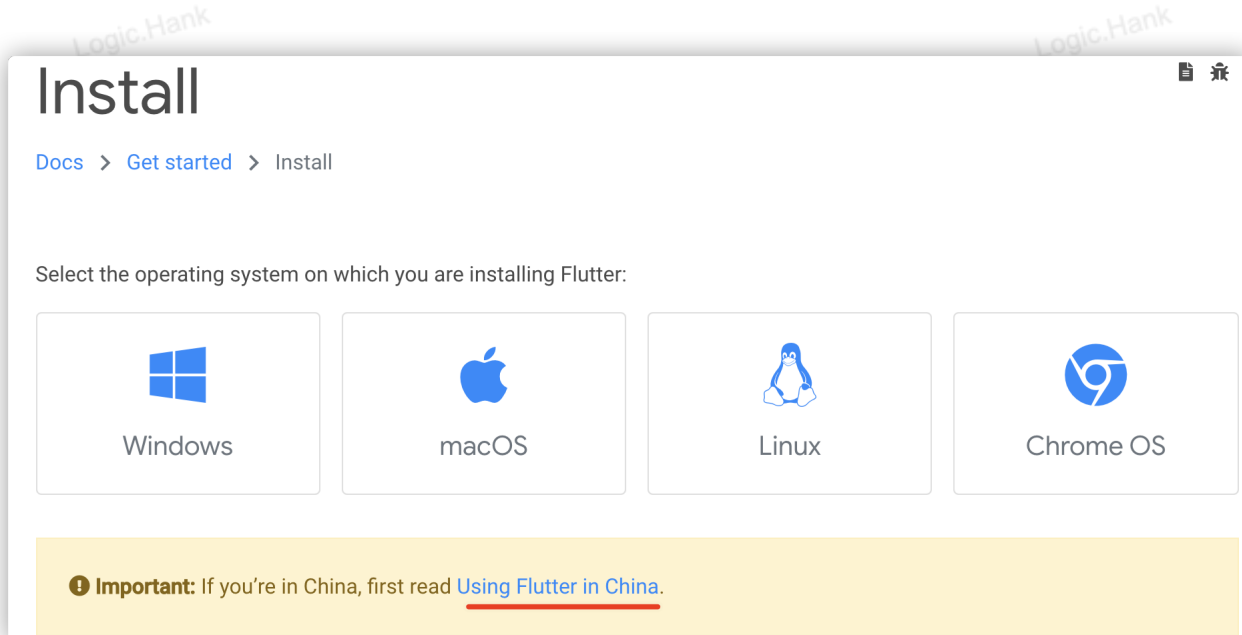 Logic.Hank
Logic.Hank
Install
Docs > Get started > Install
Select the operating system on which you are installing Flutter:
Windows
macOS
Linux
Chrome OS
Important: If you’re in China, first read Using Flutter in China.